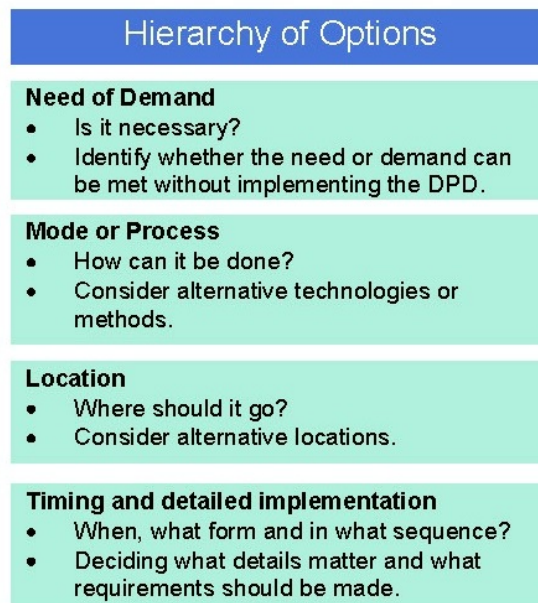 Hierarchy of Options
Need of Demand
• Is it necessary?
• Identify whether the need or demand can
be met without implementing the DPD.
Mode or Process
• How can it be done?
• Consider alternative technologies or
methods.
Location
• Where should it go?
• Consider alternative locations.
Timing and detailed implementation
• When, what form and in what sequence?
• Deciding what details matter and what
requirements should be made.